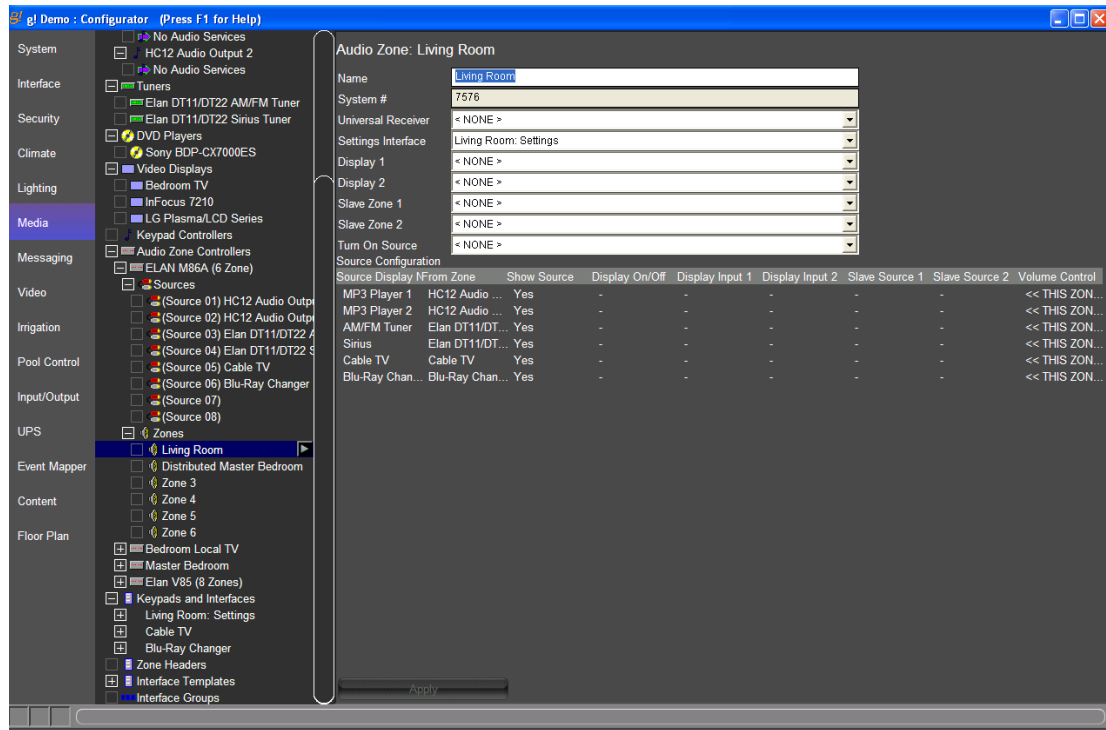 g! g! Demo : Configurator (Press F1 for Help)
System
Interface
Security
Climate
Lighting
Media
Messaging
Video
Irrigation
Pool Control
Input/Output
UPS
Event Mapper
Content
Floor Plan
No Audio Services
HC12 Audio Output 2
No Audio Services
Tuners
Elan DT11/DT22 AM/FM Tuner
Elan DT11/DT22 Sirius Tuner
DVD Players
Sony BDP-CX7000ES
Video Displays
Bedroom TV
InFocus 7210
LG Plasma/LCD Series
Keypad Controllers
Audio Zone Controllers
ELAN M86A (6 Zone)
Sources
(Source 01) HC12 Audio Outp
(Source 02) HC12 Audio Outp
(Source 03) Elan DT11/DT22 A
(Source 04) Elan DT11/DT22 S
(Source 05) Cable TV
(Source 06) Blu-Ray Changer
(Source 07)
(Source 08)
Zones
Living Room
Distributed Master Bedroom
Zone 3
Zone 4
Zone 5
Zone 6
Bedroom Local TV
Master Bedroom
Elan V85 (8 Zones)
Keypads and Interfaces
Living Room: Settings
Cable TV
Blu-Ray Changer
Zone Headers
Interface Templates
Interface Groups
Audio Zone: Living Room
Name Living Room
System # 7576
Universal Receiver < NONE >
Settings Interface Living Room: Settings
Display 1 < NONE >
Display 2 < NONE >
Slave Zone 1 < NONE >
Slave Zone 2 < NONE >
Turn On Source < NONE >
Source Configuration
Source Display N From Zone Show Source Display On/Off Display Input 1 Display Input 2 Slave Source 1 Slave Source 2 Volume Control
MP3 Player 1 HC12 Audio ... Yes - - - - - << THIS ZON...
MP3 Player 2 HC12 Audio ... Yes - - - - - << THIS ZON...
AM/FM Tuner Elan DT11/DT... Yes - - - - - << THIS ZON...
Sirius Elan DT11/DT... Yes - - - - - << THIS ZON...
Cable TV Cable TV Yes - - - - - << THIS ZON...
Blu-Ray Chan... Blu-Ray Chan... Yes - - - - - << THIS ZON...
Apply